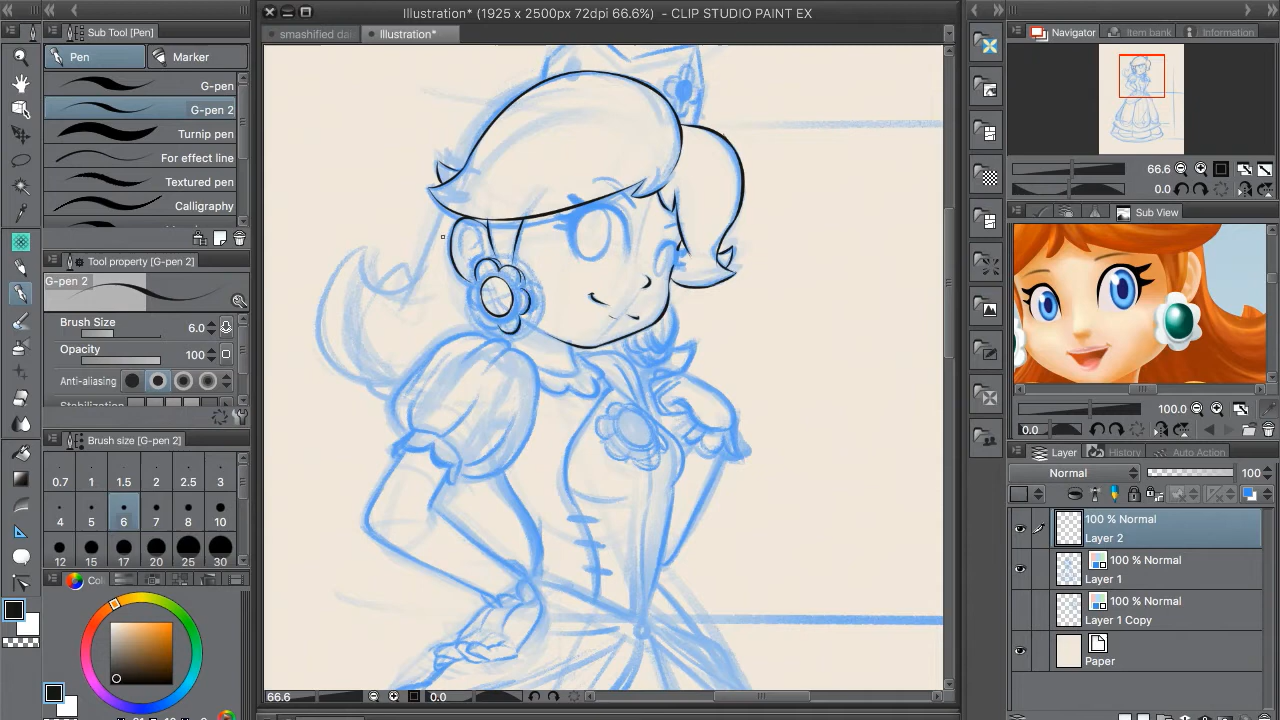 Illustration* (1925 x 2500px 72dpi 66.6%) - CLIP STUDIO PAINT EX
Sub Tool [Pen]
smashified da
Illustration*
Navigator
Item bank
Information
Pen
Marker
G-pen
G-pen 2
Turnip pen
For effect line
Textured pen
Calligraphy
66.6
0.0
Sub View
Tool property [G-pen 2]
G-pen 2
Brush Size 6.0
Opacity 100
Anti-aliasing
Stabilization
100.0
0.0
Brush size [G-pen 2]
0.7 1 1.5 2 2.5 3
4 5 6 7 8 10
12 15 17 20 25 30
Layer
History
Auto Action
Normal 100
100 % Normal
Layer 2
100 % Normal
Layer 1
100 % Normal
Layer 1 Copy
Paper
66.6 0.0